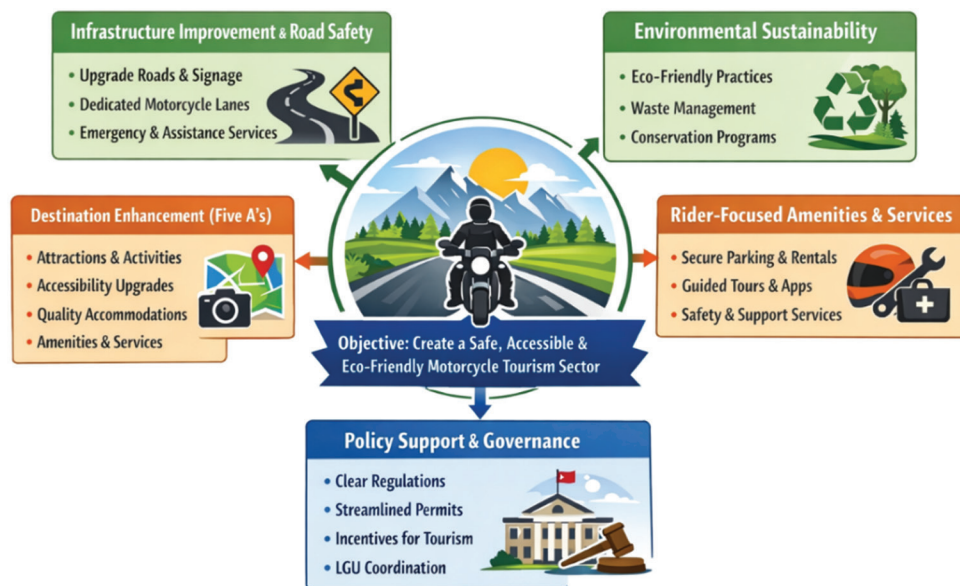 Infrastructure Improvement & Road Safety
• Upgrade Roads & Signage
• Dedicated Motorcycle Lanes
• Emergency & Assistance Services
Environmental Sustainability
• Eco-Friendly Practices
• Waste Management
• Conservation Programs
Destination Enhancement (Five A's)
• Attractions & Activities
• Accessibility Upgrades
• Quality Accommodations
• Amenities & Services
Rider-Focused Amenities & Services
• Secure Parking & Rentals
• Guided Tours & Apps
• Safety & Support Services
Objective: Create a Safe, Accessible &
Eco-Friendly Motorcycle Tourism Sector
Policy Support & Governance
• Clear Regulations
• Streamlined Permits
• Incentives for Tourism
• LGU Coordination